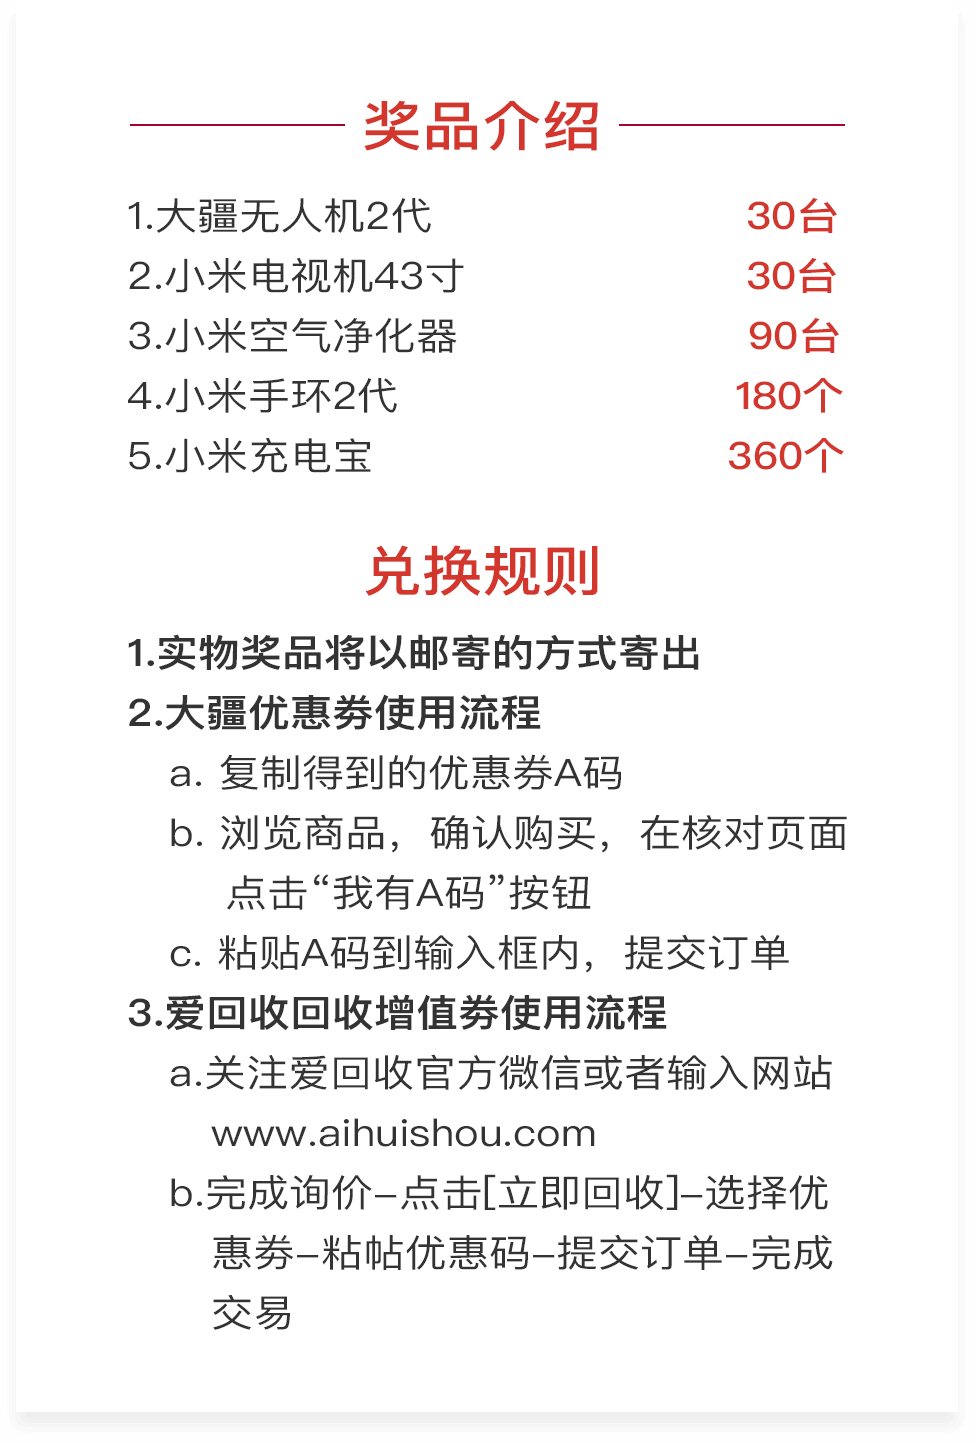 奖品介绍
1.大疆无人机2代 30台
2.小米电视机43寸 30台
3.小米空气净化器 90台
4.小米手环2代 180个
5.小米充电宝 360个
兑换规则
1.实物奖品将以邮寄的方式寄出
2.大疆优惠券使用流程
a. 复制得到的优惠券A码
b. 浏览商品，确认购买，在核对页面
点击“我有A码”按钮
c. 粘贴A码到输入框内，提交订单
3.爱回收回收增值券使用流程
a.关注爱回收官方微信或者输入网站
www.aihuishou.com
b.完成询价–点击[立即回收]–选择优
惠券–粘帖优惠码–提交订单–完成
交易